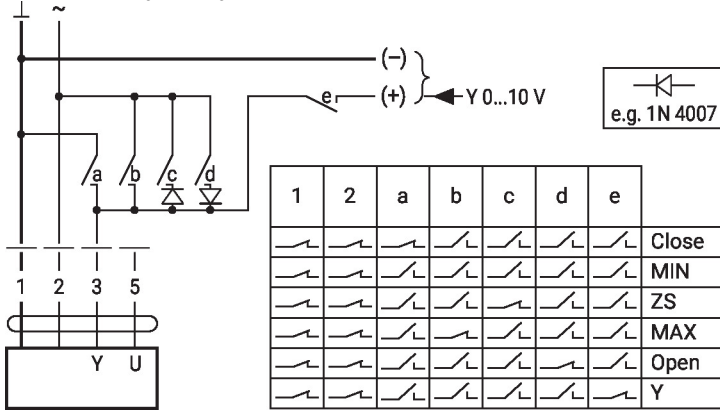 ⊥ ~
(–)
(+)
Y 0...10 V
e
e.g. 1N 4007
a b c d
1 2 a b c d e
Close
MIN
ZS
MAX
Open
Y
1 2 3 5
Y U